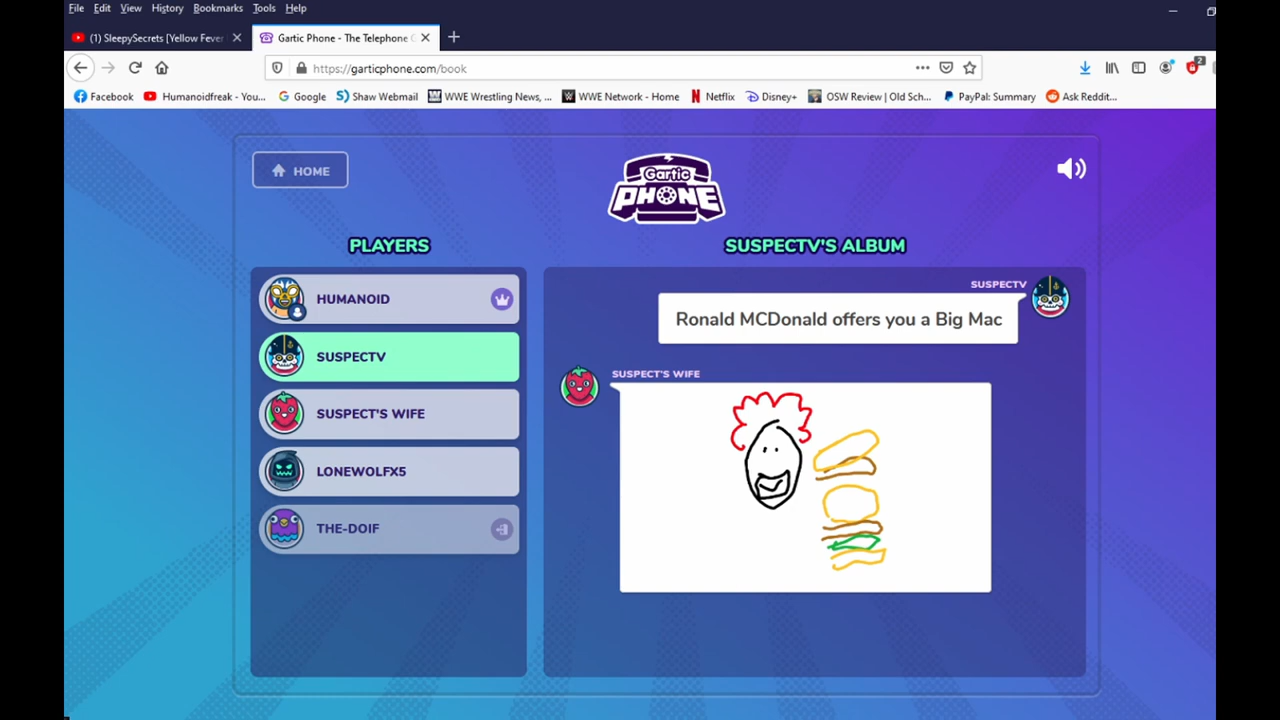 File Edit View History Bookmarks Tools Help
(1) SleepySecrets [Yellow Fever
Gartic Phone - The Telephone G
https://garticphone.com/book
2
Facebook Humanoidfreak - You... Google Shaw Webmail WWE Wrestling News, ... WWE Network - Home Netflix Disney+ OSW Review | Old Sch... PayPal: Summary Ask Reddit...
HOME
Gartic
PHONE
PLAYERS
SUSPECTV'S ALBUM
HUMANOID
SUSPECTV
SUSPECT'S WIFE
LONEWOLFX5
THE-DOIF
SUSPECTV
Ronald MCDonald offers you a Big Mac
SUSPECT'S WIFE